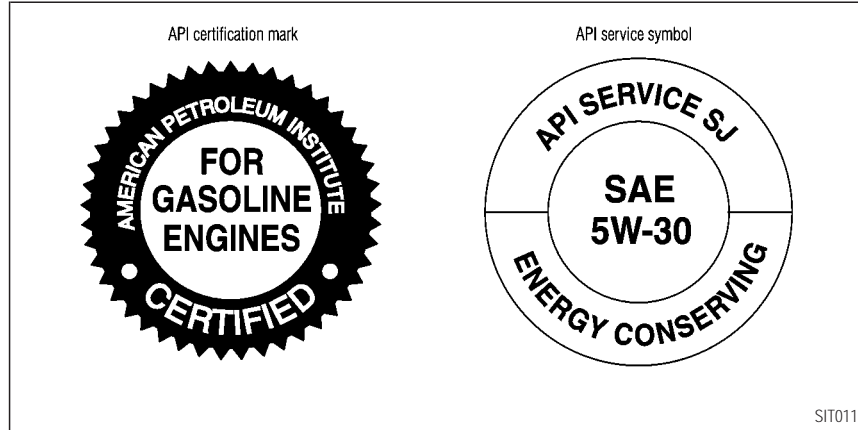 API certification mark
AMERICAN PETROLEUM INSTITUTE
FOR
GASOLINE
ENGINES
CERTIFIED
API service symbol
API SERVICE SJ
SAE
5W-30
ENERGY CONSERVING
SIT011